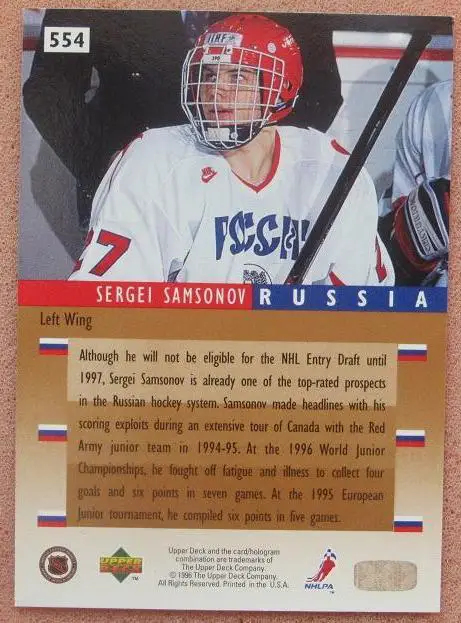 554
IIHF
390
27
РОССИЯ
SERGEI SAMSONOV RUSSIA
Left Wing
Although he will not be eligible for the NHL Entry Draft until
1997, Sergei Samsonov is already one of the top-rated prospects
in the Russian hockey system. Samsonov made headlines with his
scoring exploits during an extensive tour of Canada with the Red
Army junior team in 1994-95. At the 1996 World Junior
Championships, he fought off fatigue and illness to collect four
goals and six points in seven games. At the 1995 European
Junior tournament, he compiled six points in five games.
UPPER
DECK
TM
Upper Deck and the card/hologram
combination are trademarks of
The Upper Deck Company.
© 1996 The Upper Deck Company.
All Rights Reserved. Printed in the U.S.A.
NHLPA
TM